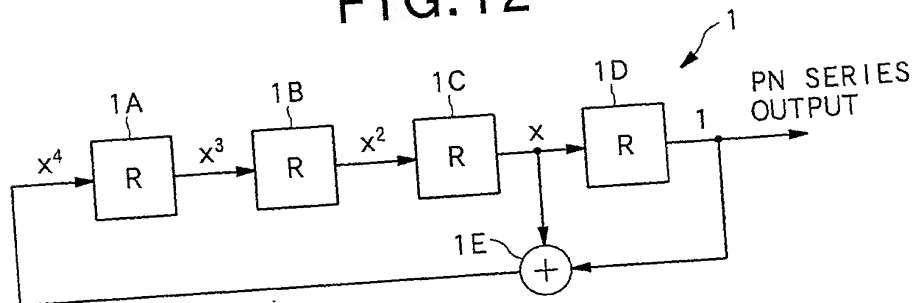 FIG.12
1
1A
1B
1C
1D
PN SERIES
OUTPUT
x⁴
R
x³
R
x²
R
x
R
1
1E
+